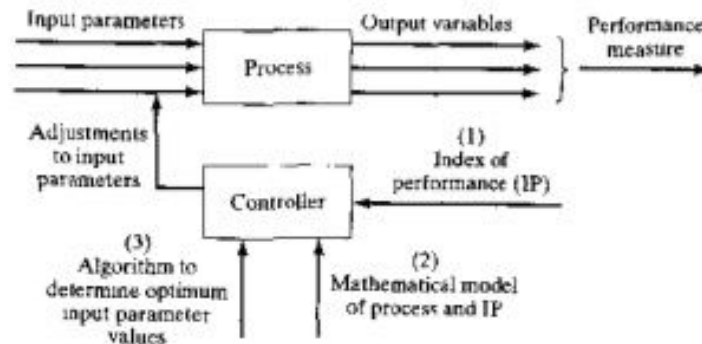 Input parameters
Output variables
Performance
measure
Process
Adjustments
to input
parameters
(1)
Index of
performance (IP)
Controller
(3)
Algorithm to
determine optimum
input parameter
values
(2)
Mathematical model
of process and IP